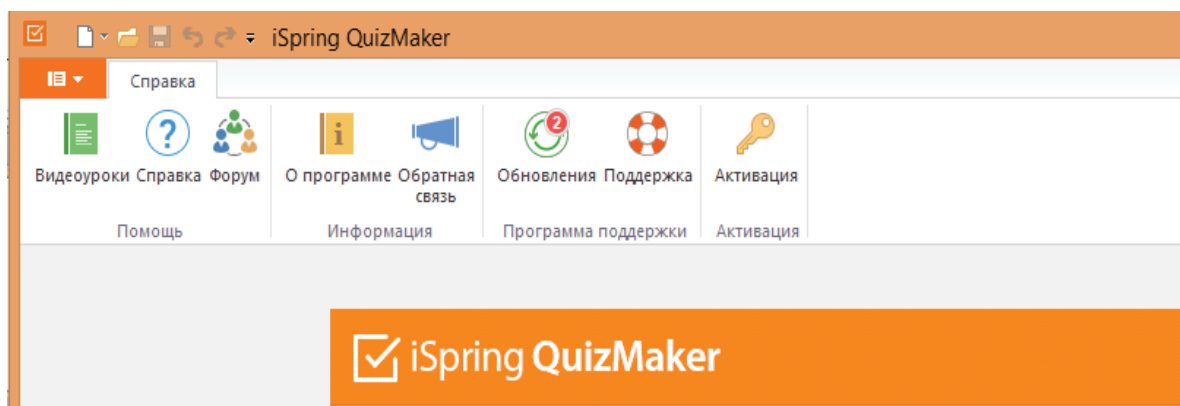 iSpring QuizMaker
Справка
2
Видеоуроки Справка Форум О программе Обратная связь Обновления Поддержка Активация
Помощь Информация Программа поддержки Активация
iSpring QuizMaker